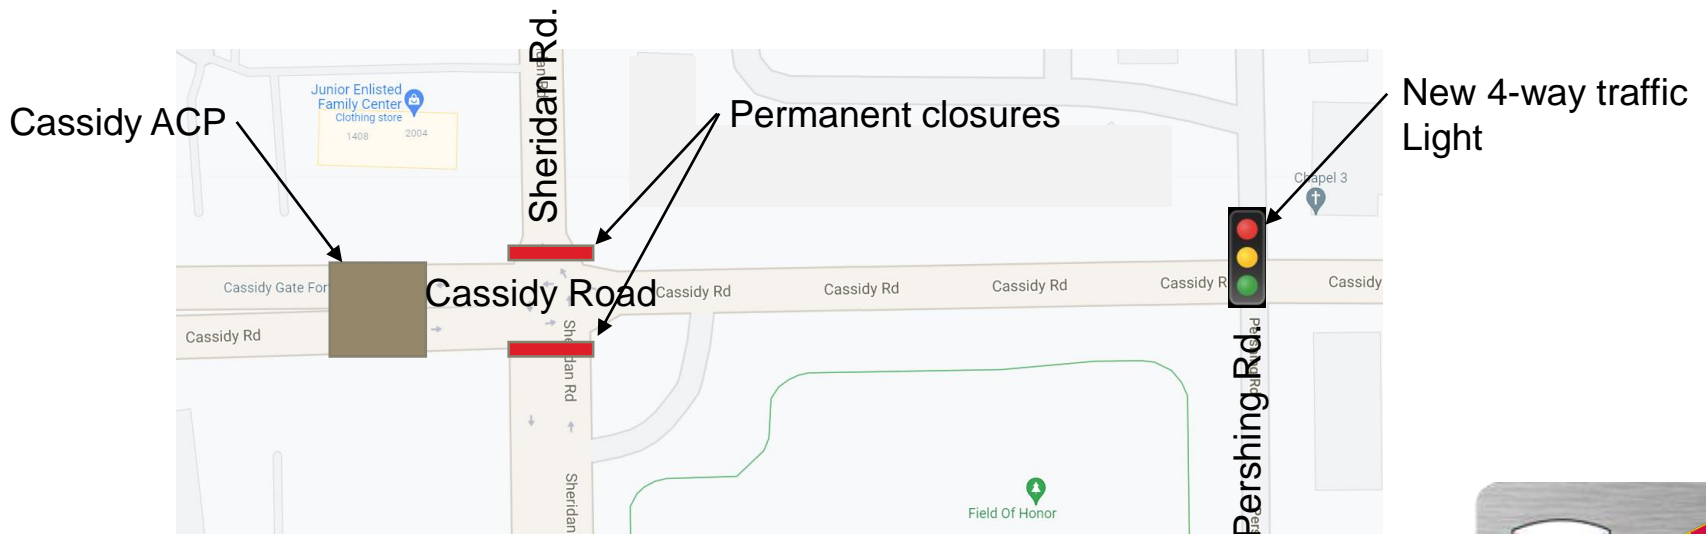 Sheridan Rd.
Cassidy ACP
Junior Enlisted
Family Center
Clothing store
1408
2004
Permanent closures
New 4-way traffic
Light
Chapel 3
Cassidy Gate For
Cassidy Road
Cassidy Rd
Cassidy Rd
Cassidy Rd
Cassidy R
Cassidy
Cassidy Rd
Pershing Rd.
Sheridan
Field Of Honor